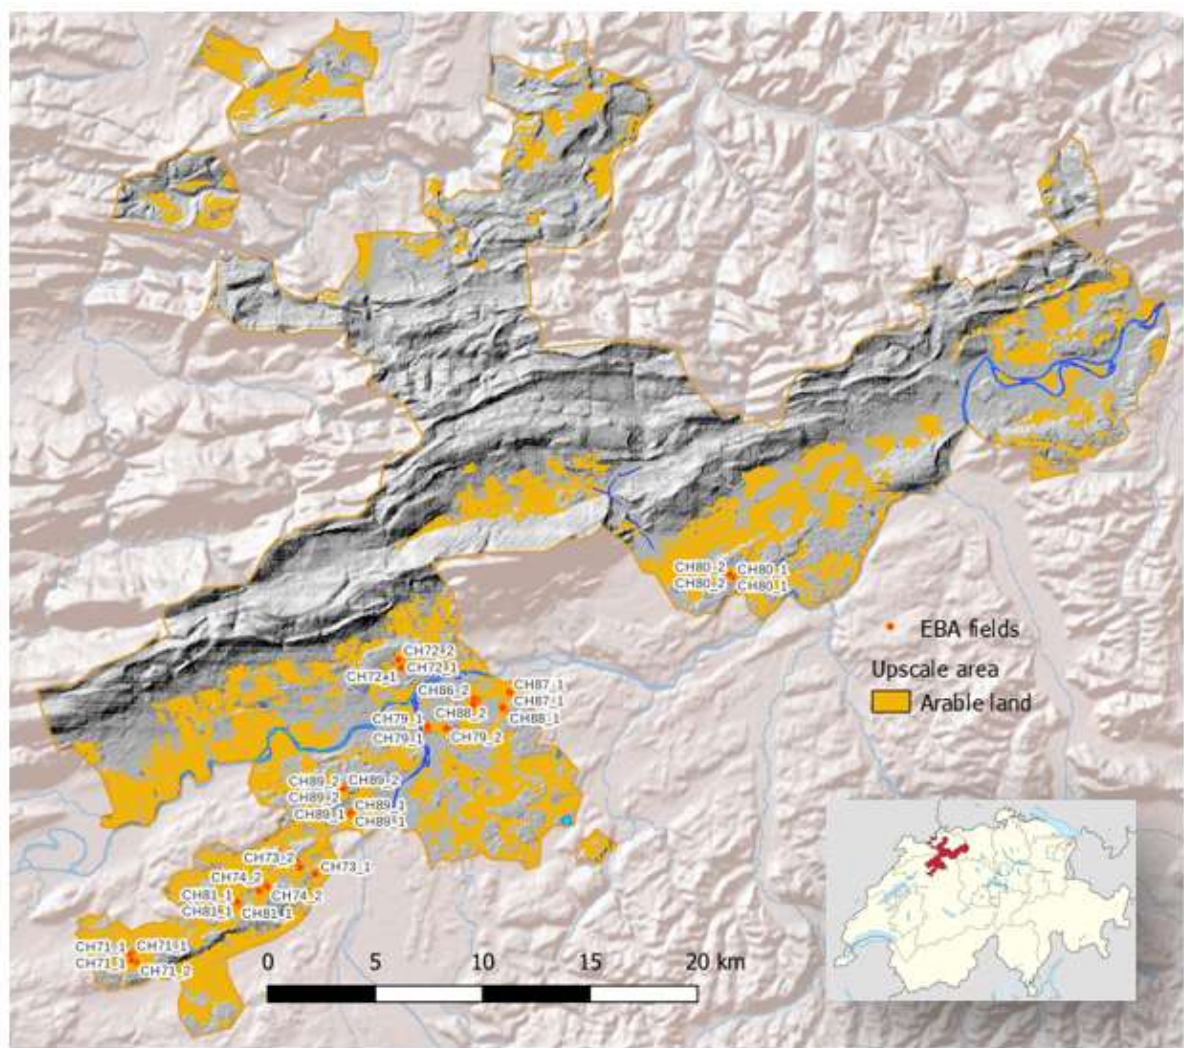 CH80_2 CH80_1
CH80_2 CH80_1
EBA fields
Upscale area
Arable land
CH72_2
CH72_1
CH72_1
CH86_2
CH87_1
CH87_1
CH88_2
CH88_1
CH79_1
CH79_1
CH79_2
CH89_2 CH89_2
CH89_2
CH89_1
CH89_1 CH89_1
CH73_2
CH73_1
CH74_2
CH74_2
CH81_1
CH81_1 CH81_1
CH71_1 CH71_1
CH71_1 CH71_2
0 5 10 15 20 km